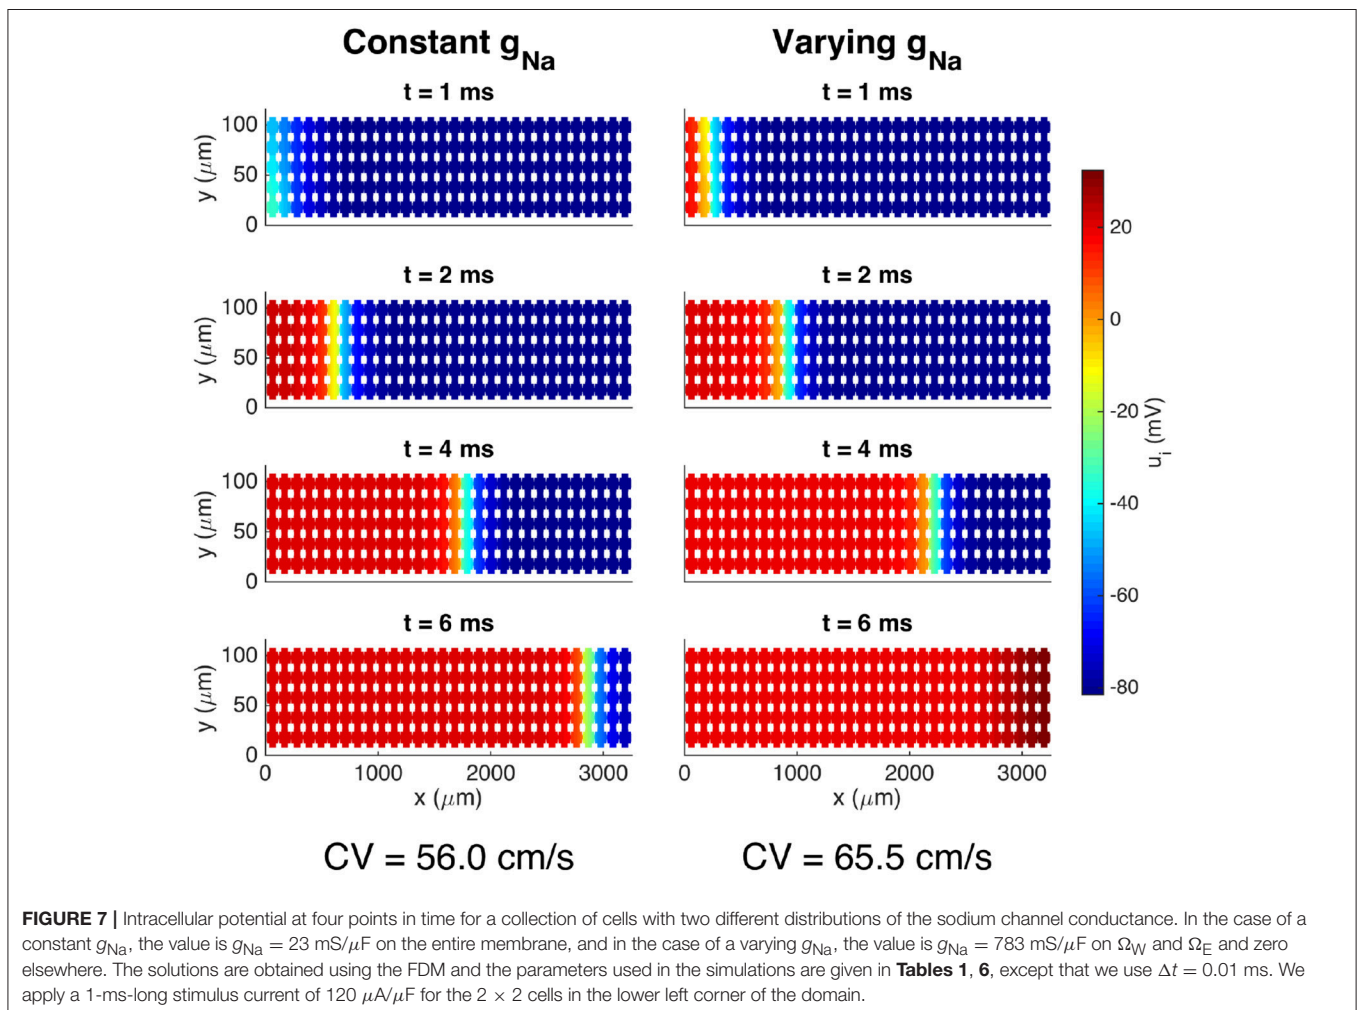 Constant g_Na
Varying g_Na
t = 1 ms
t = 1 ms
100
50
0
y (μm)
y (μm)
t = 2 ms
t = 2 ms
100
50
0
y (μm)
100
50
0
y (μm)
t = 4 ms
t = 4 ms
100
50
0
y (μm)
y (μm)
t = 6 ms
t = 6 ms
100
50
0
y (μm)
y (μm)
0 1000 2000 3000
x (μm)
0 1000 2000 3000
x (μm)
20
0
-20
-40
-60
-80
u_i (mV)
CV = 56.0 cm/s
CV = 65.5 cm/s
FIGURE 7 | Intracellular potential at four points in time for a collection of cells with two different distributions of the sodium channel conductance. In the case of a
constant g_Na, the value is g_Na = 23 mS/μF on the entire membrane, and in the case of a varying g_Na, the value is g_Na = 783 mS/μF on Ω_W and Ω_E and zero
elsewhere. The solutions are obtained using the FDM and the parameters used in the simulations are given in Tables 1, 6, except that we use Δt = 0.01 ms. We
apply a 1-ms-long stimulus current of 120 μA/μF for the 2 × 2 cells in the lower left corner of the domain.